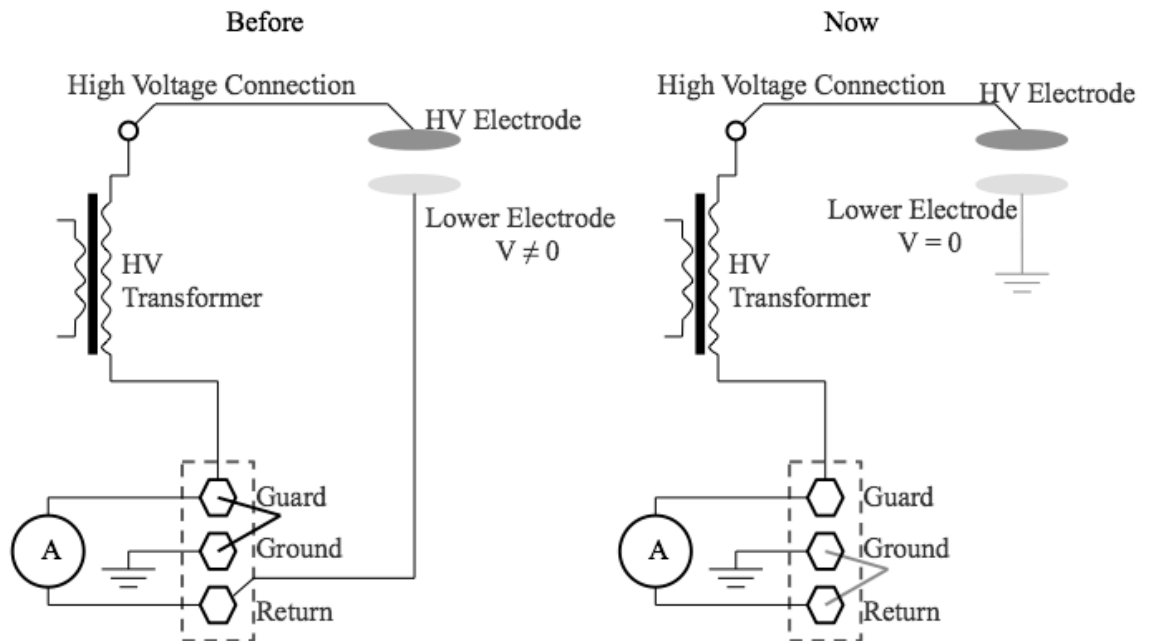 Before
High Voltage Connection
HV Electrode
Lower Electrode
V ≠ 0
HV
Transformer
A
Guard
Ground
Return
Now
High Voltage Connection
HV Electrode
Lower Electrode
V = 0
HV
Transformer
A
Guard
Ground
Return